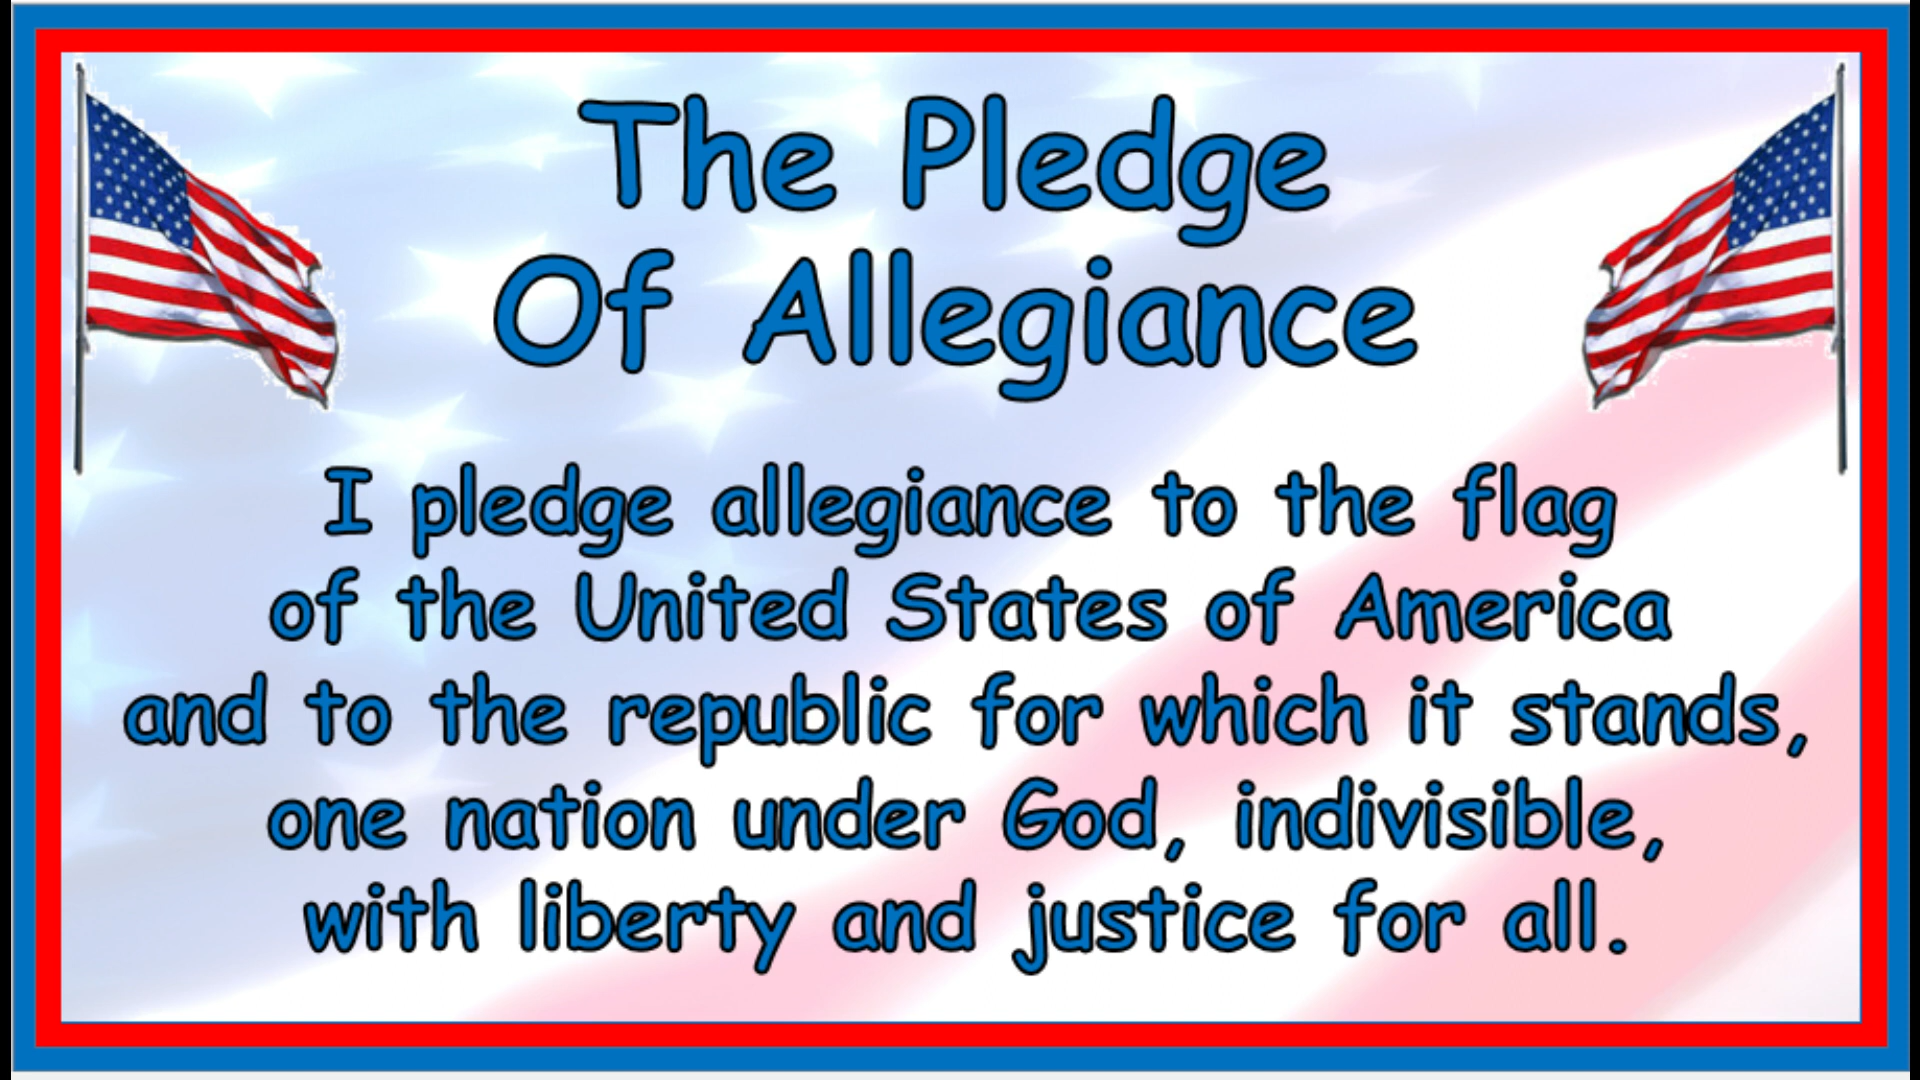 The Pledge
Of Allegiance
I pledge allegiance to the flag
of the United States of America
and to the republic for which it stands,
one nation under God, indivisible,
with liberty and justice for all.